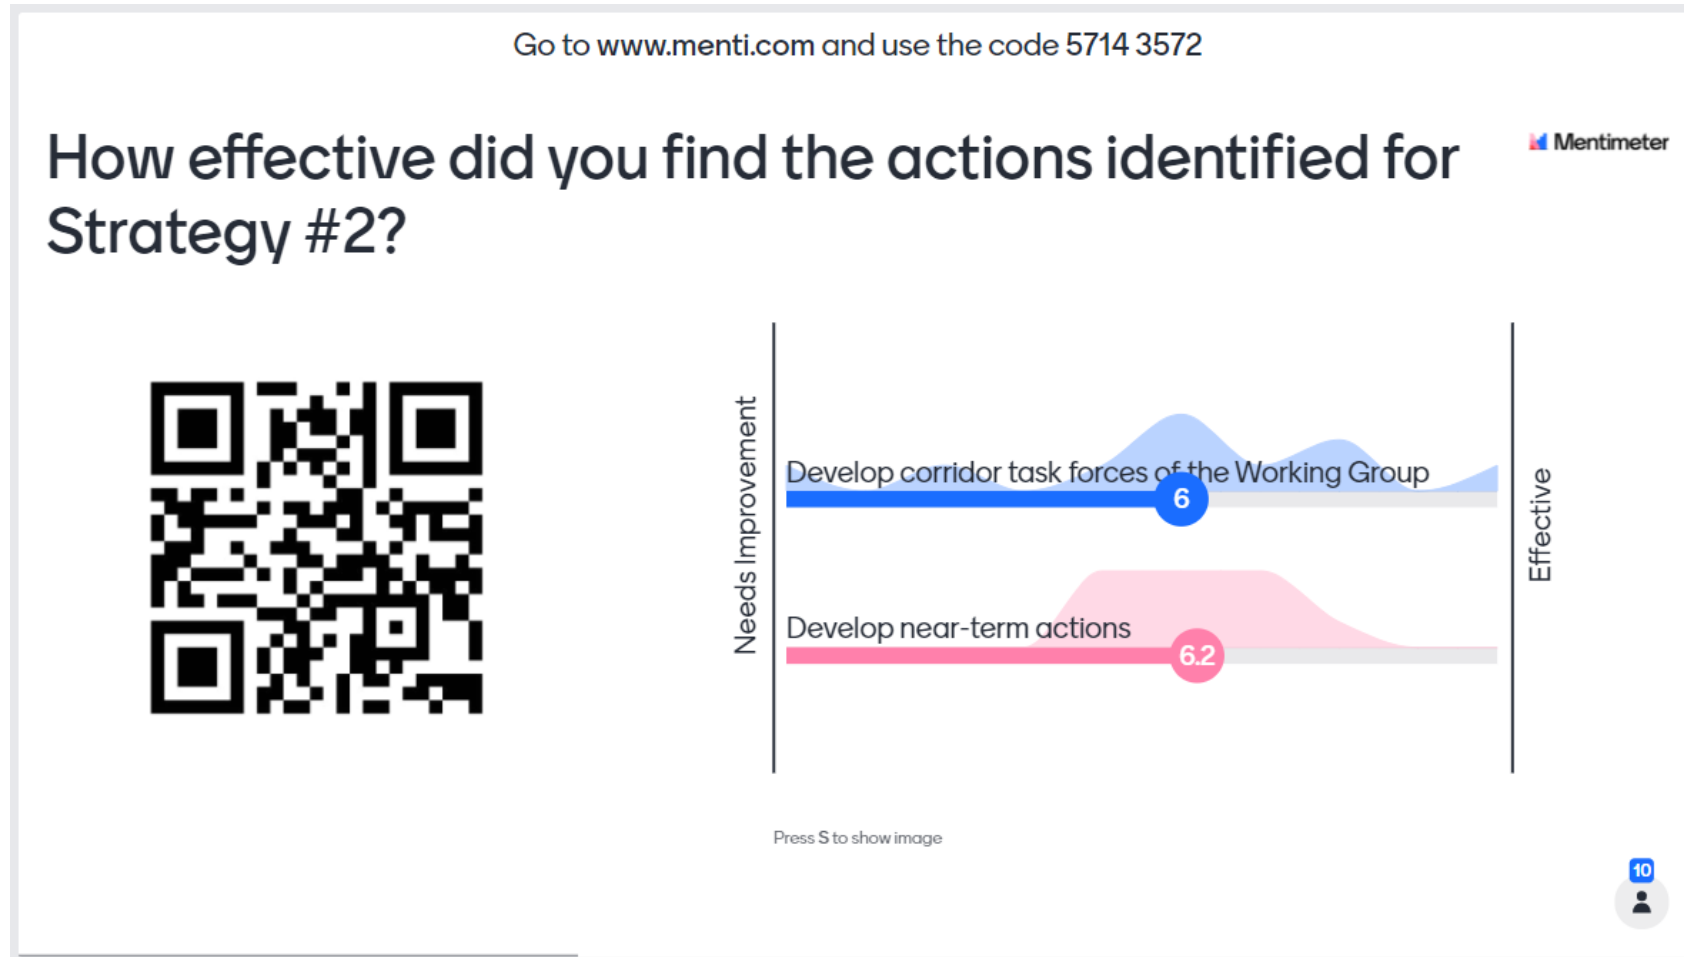 Go to www.menti.com and use the code 5714 3572
How effective did you find the actions identified for
Strategy #2?
Mentimeter
Needs Improvement
Develop corridor task forces of the Working Group
6
Develop near-term actions
6.2
Effective
Press S to show image
10